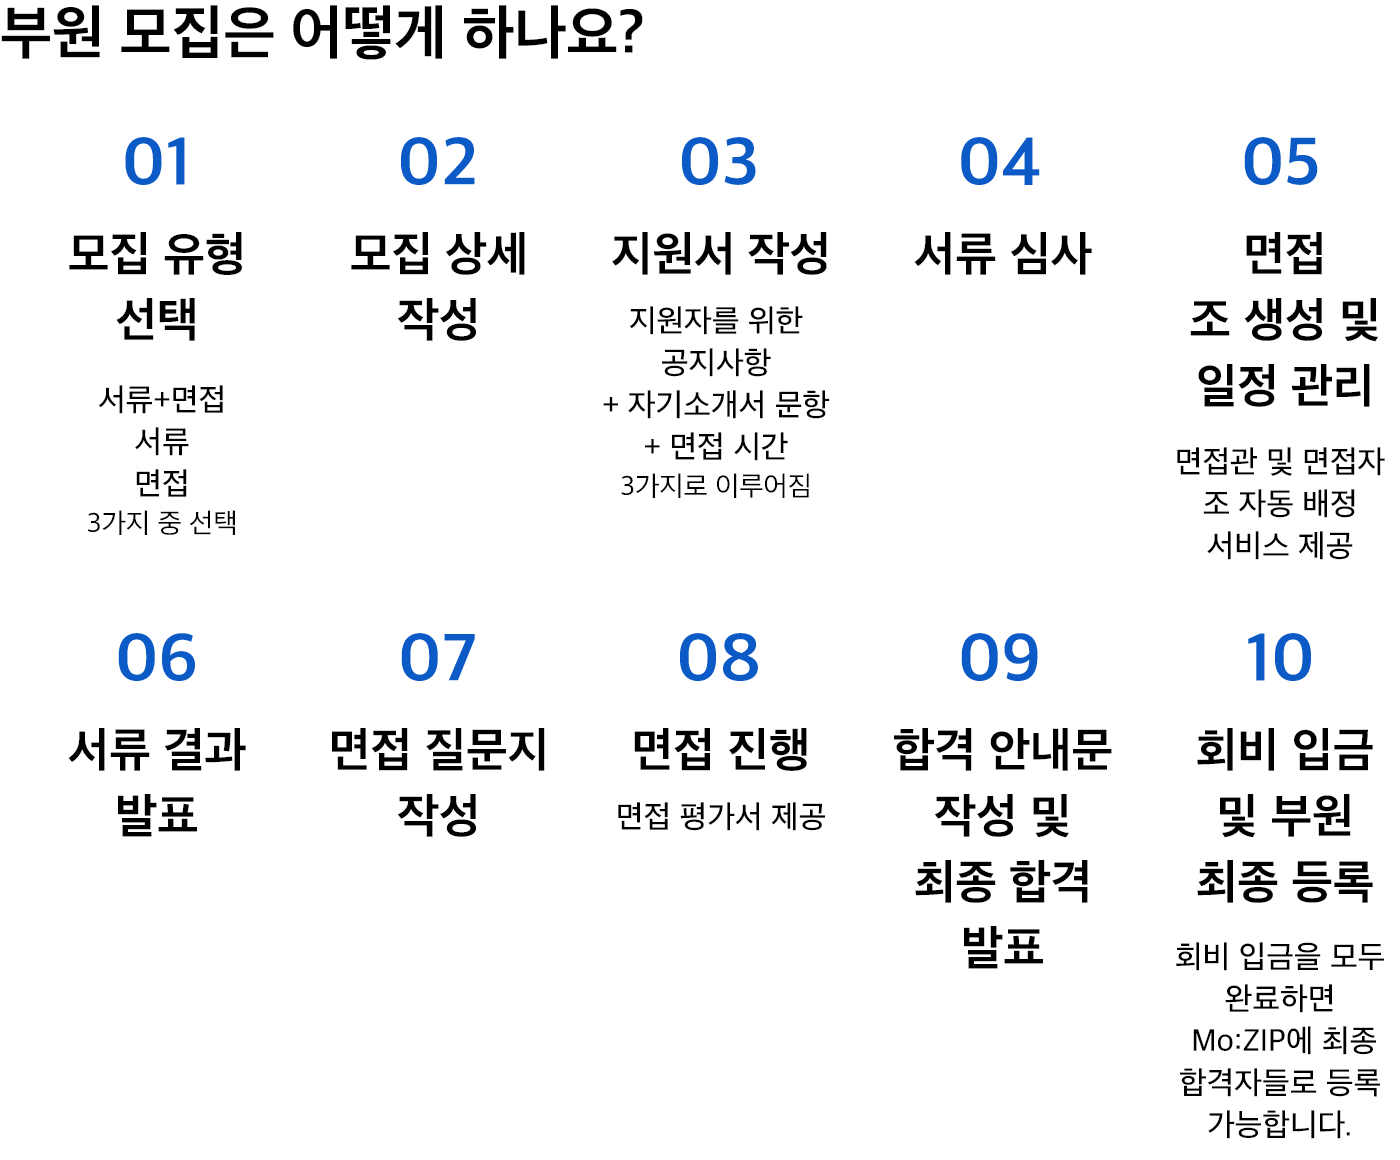 부원 모집은 어떻게 하나요?
01
모집 유형
선택
서류+면접
서류
면접
3가지 중 선택
02
모집 상세
작성
03
지원서 작성
지원자를 위한
공지사항
+ 자기소개서 문항
+ 면접 시간
3가지로 이루어짐
04
서류 심사
05
면접
조 생성 및
일정 관리
면접관 및 면접자
조 자동 배정
서비스 제공
06
서류 결과
발표
07
면접 질문지
작성
08
면접 진행
면접 평가서 제공
09
합격 안내문
작성 및
최종 합격
발표
10
회비 입금
및 부원
최종 등록
회비 입금을 모두
완료하면
Mo:ZIP에 최종
합격자들로 등록
가능합니다.